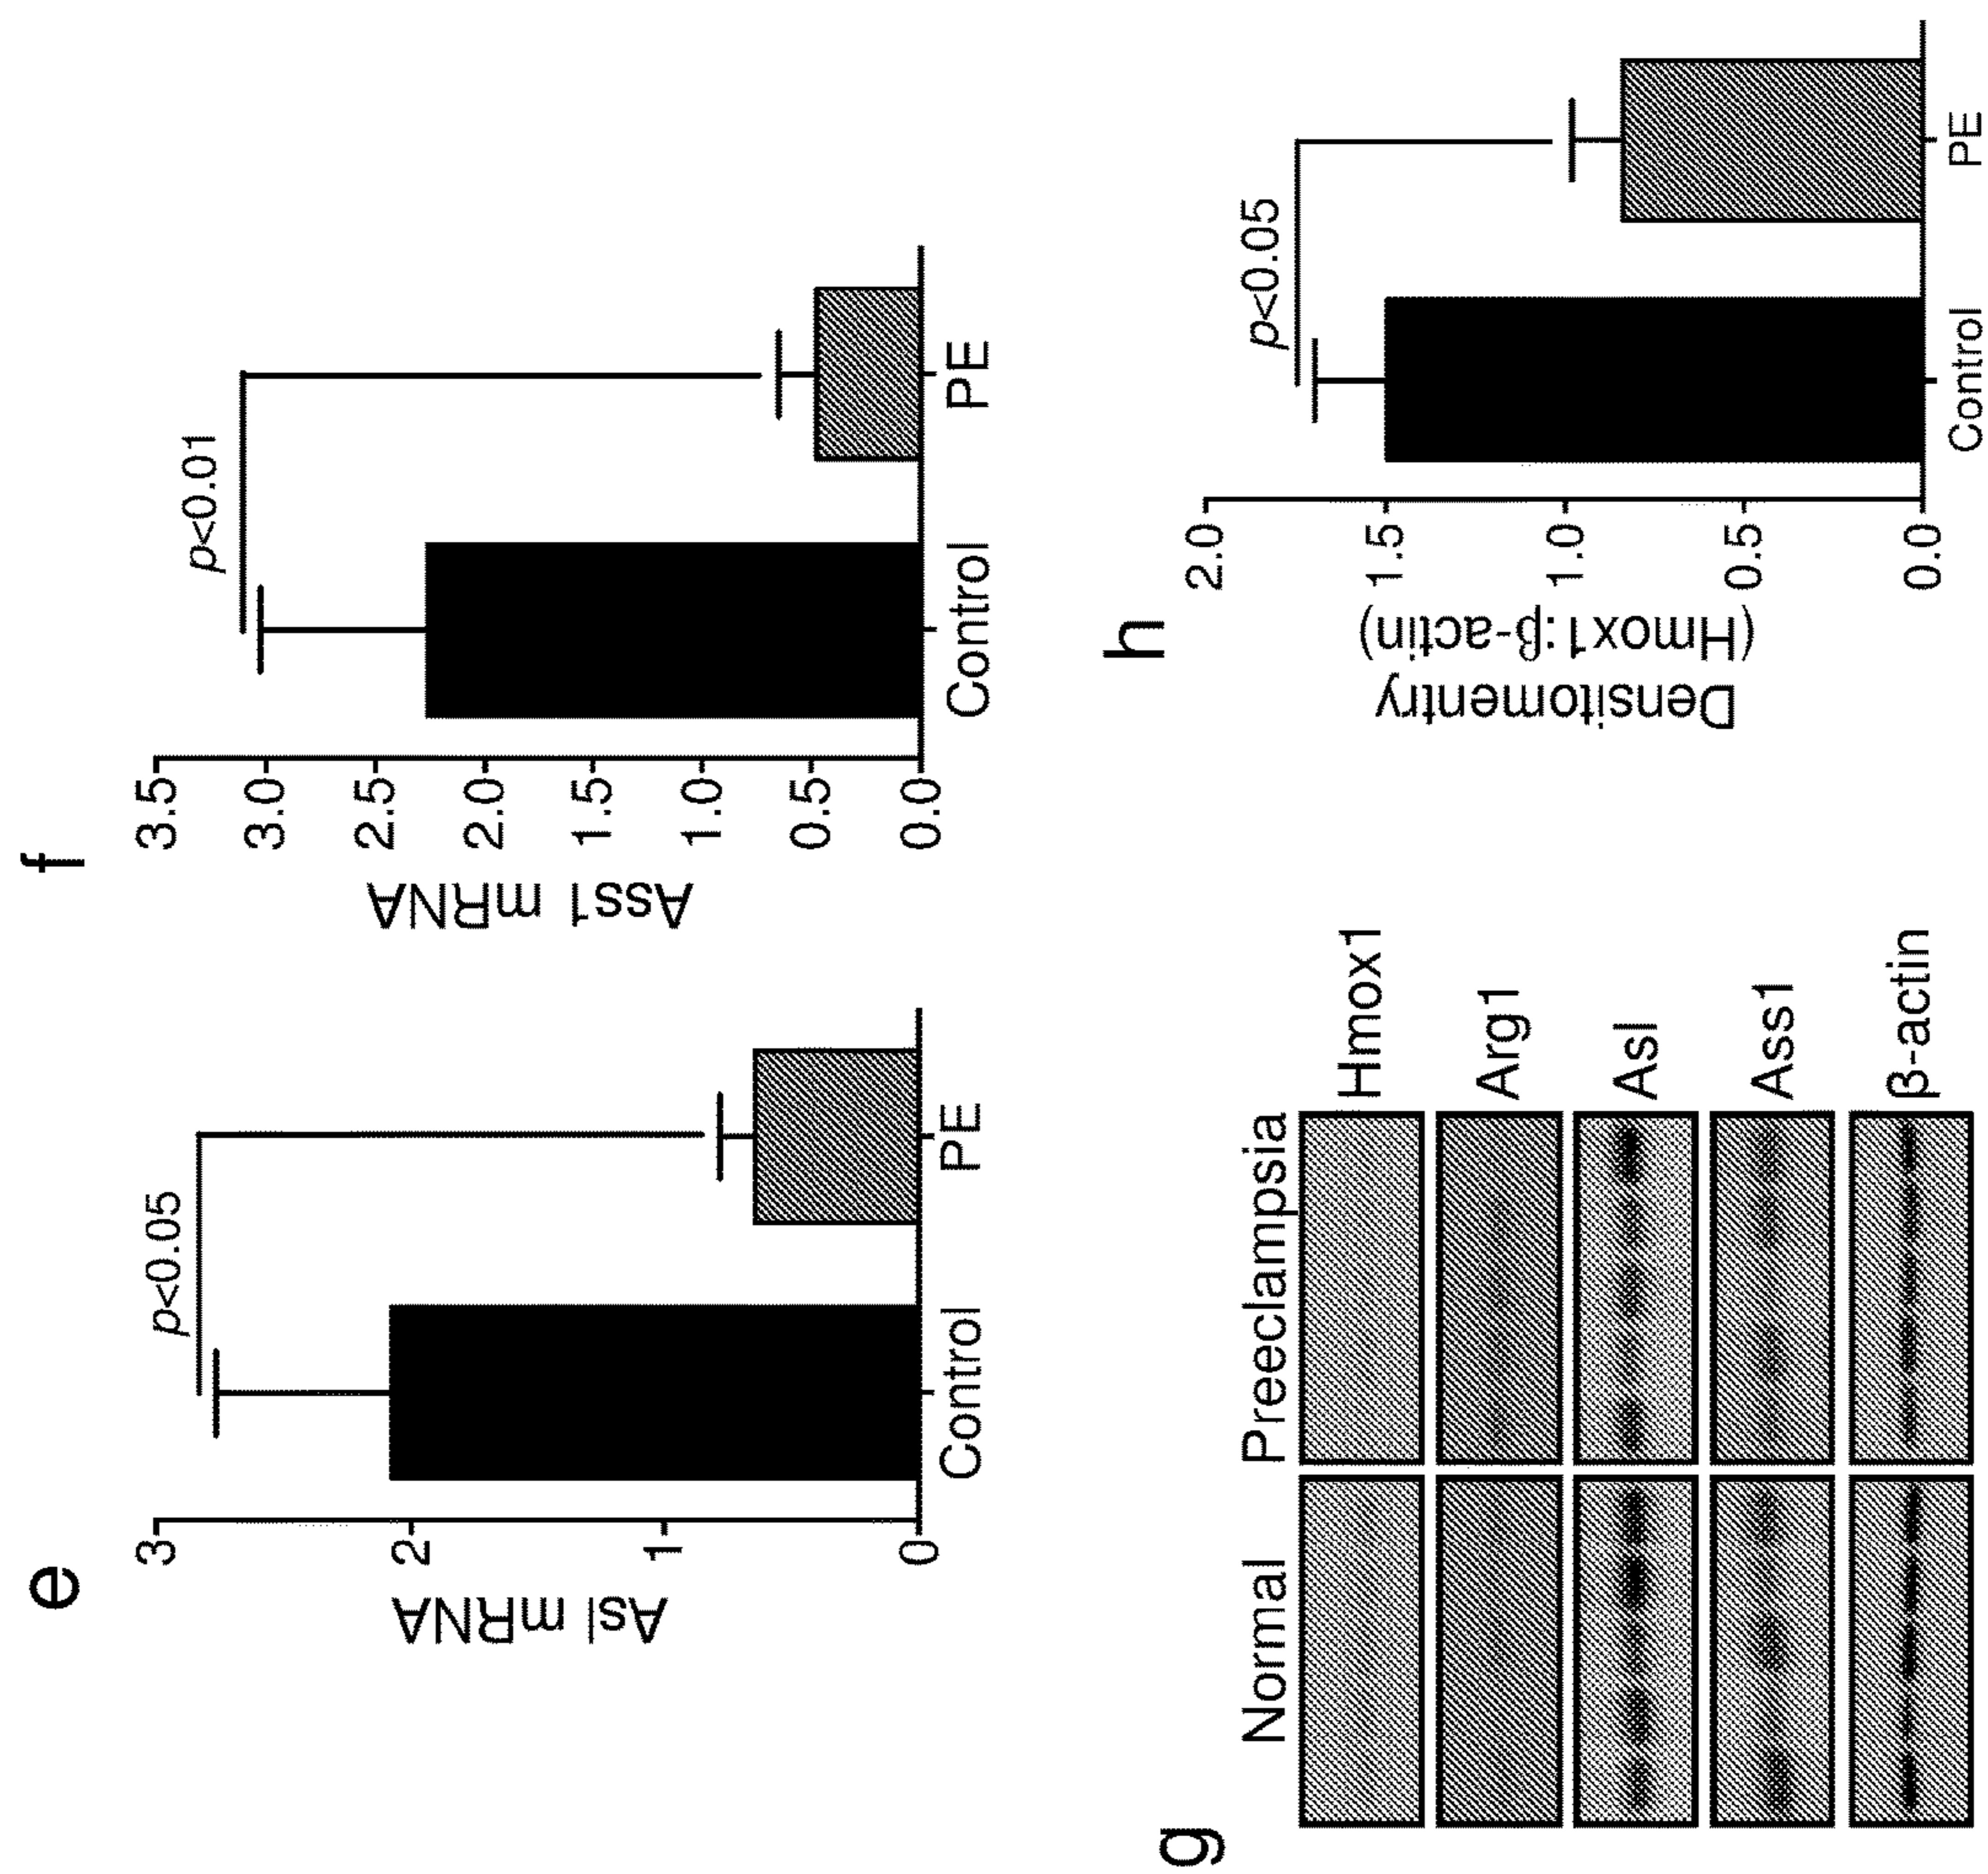 e
Asl mRNA
3
2
1
0
p<0.05
Control
PE
f
Ass1 mRNA
3.5
3.0
2.5
2.0
1.5
1.0
0.5
0.0
p<0.01
Control
PE
g
Normal
Preeclampsia
Hmox1
Arg1
Asl
Ass1
β-actin
h
Densitomentry
(Hmox1:β-actin)
2.0
1.5
1.0
0.5
0.0
p<0.05
Control
PE